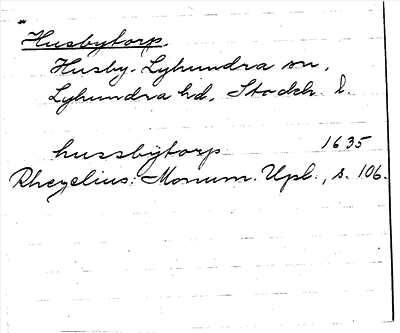 *
Husbytorp.
Husby-Lyhundra sn,
Lyhundra hd, Stockh. l.
hussbÿtorp 1635
Rhezelius: Monum. Upl., s. 106.